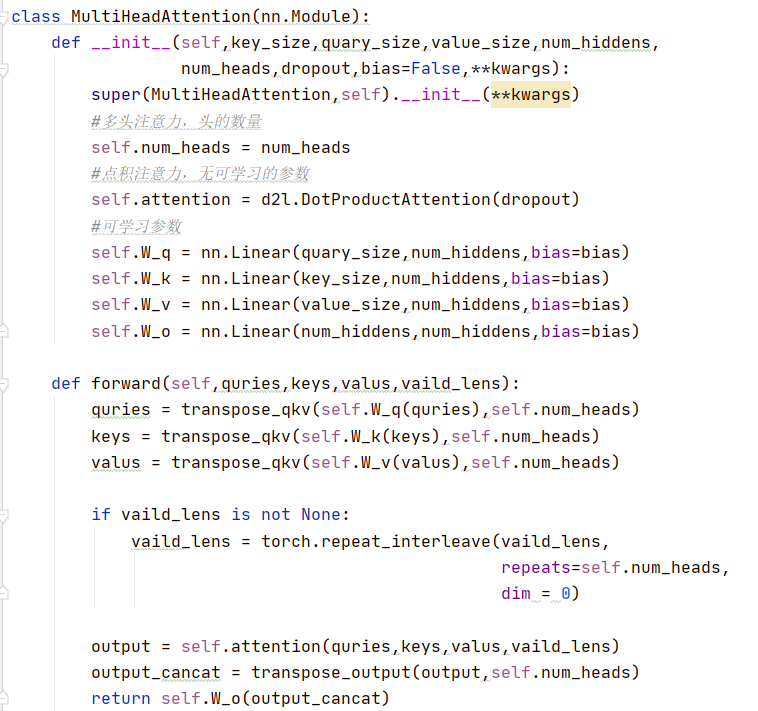 class MultiHeadAttention(nn.Module):
    def __init__(self,key_size,quary_size,value_size,num_hiddens,
                 num_heads,dropout,bias=False,**kwargs):
        super(MultiHeadAttention,self).__init__(**kwargs)
        #多头注意力，头的数量
        self.num_heads = num_heads
        #点积注意力，无可学习的参数
        self.attention = d2l.DotProductAttention(dropout)
        #可学习参数
        self.W_q = nn.Linear(quary_size,num_hiddens,bias=bias)
        self.W_k = nn.Linear(key_size,num_hiddens,bias=bias)
        self.W_v = nn.Linear(value_size,num_hiddens,bias=bias)
        self.W_o = nn.Linear(num_hiddens,num_hiddens,bias=bias)

    def forward(self,quries,keys,valus,vaild_lens):
        quries = transpose_qkv(self.W_q(quries),self.num_heads)
        keys = transpose_qkv(self.W_k(keys),self.num_heads)
        valus = transpose_qkv(self.W_v(valus),self.num_heads)

        if vaild_lens is not None:
            vaild_lens = torch.repeat_interleave(vaild_lens,
                                                 repeats=self.num_heads,
                                                 dim = 0)

        output = self.attention(quries,keys,valus,vaild_lens)
        output_cancat = transpose_output(output,self.num_heads)
        return self.W_o(output_cancat)